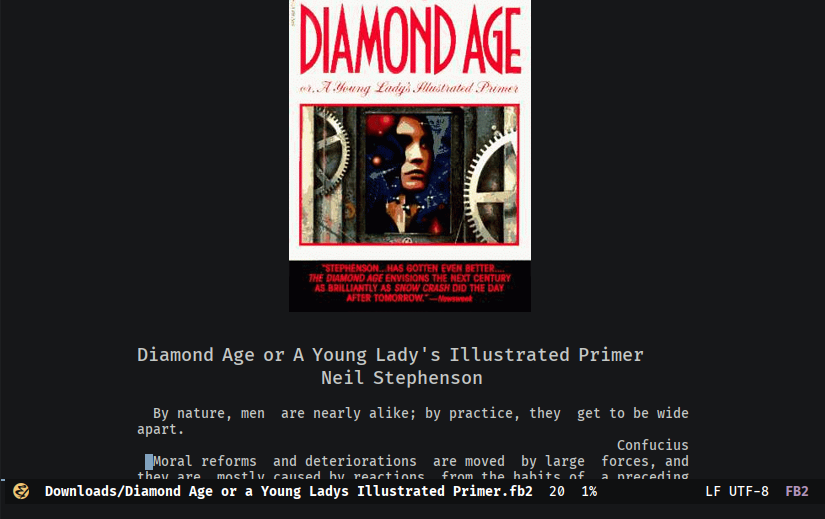 DIAMOND AGE
or, A Young Lady's Illustrated Primer
"STEPHENSON...HAS GOTTEN EVEN BETTER....
THE DIAMOND AGE ENVISIONS THE NEXT CENTURY
AS BRILLIANTLY AS SNOW CRASH DID THE DAY
AFTER TOMORROW."—Newsweek
Diamond Age or A Young Lady's Illustrated Primer
Neil Stephenson
By nature, men are nearly alike; by practice, they get to be wide
apart.
Confucius
Moral reforms and deteriorations are moved by large forces, and
they are mostly caused by reactions from the habits of a preceding
Downloads/Diamond Age or a Young Ladys Illustrated Primer.fb2 20 1% LF UTF-8 FB2